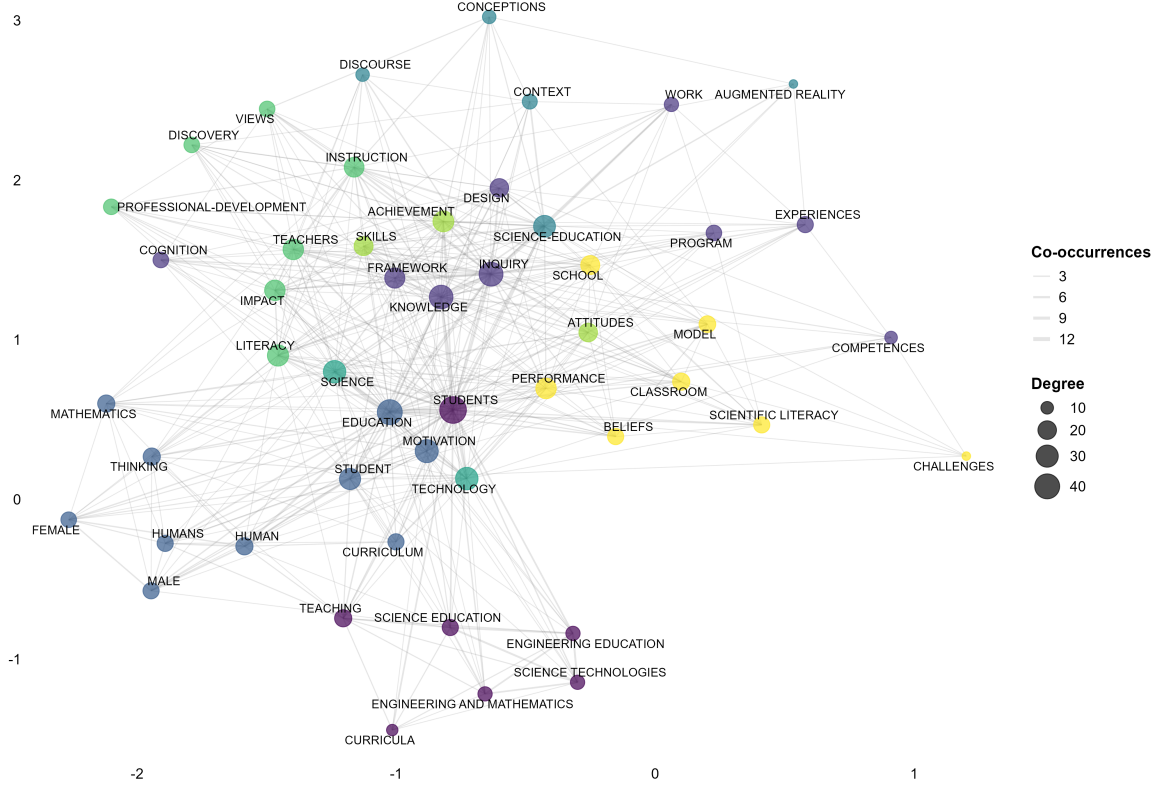 CONCEPTIONS
3
DISCOURSE
CONTEXT
WORK
AUGMENTED REALITY
VIEWS
DISCOVERY
INSTRUCTION
2
DESIGN
PROFESSIONAL-DEVELOPMENT
ACHIEVEMENT
EXPERIENCES
SCIENCE-EDUCATION
SKILLS
TEACHERS
PROGRAM
COGNITION
Co-occurrences
INQUIRY
FRAMEWORK
SCHOOL
3
6
IMPACT
KNOWLEDGE
9
ATTITUDES
MODEL
1
12
LITERACY
COMPETENCES
SCIENCE
PERFORMANCE
Degree
CLASSROOM
STUDENTS
10
MATHEMATICS
SCIENTIFIC LITERACY
EDUCATION
BELIEFS
20
MOTIVATION
30
THINKING
STUDENT
CHALLENGES
40
TECHNOLOGY
0
FEMALE
HUMANS
HUMAN
CURRICULUM
MALE
TEACHING
SCIENCE EDUCATION
ENGINEERING EDUCATION
-1
SCIENCE TECHNOLOGIES
ENGINEERING AND MATHEMATICS
CURRICULA
-2
-1
0
1